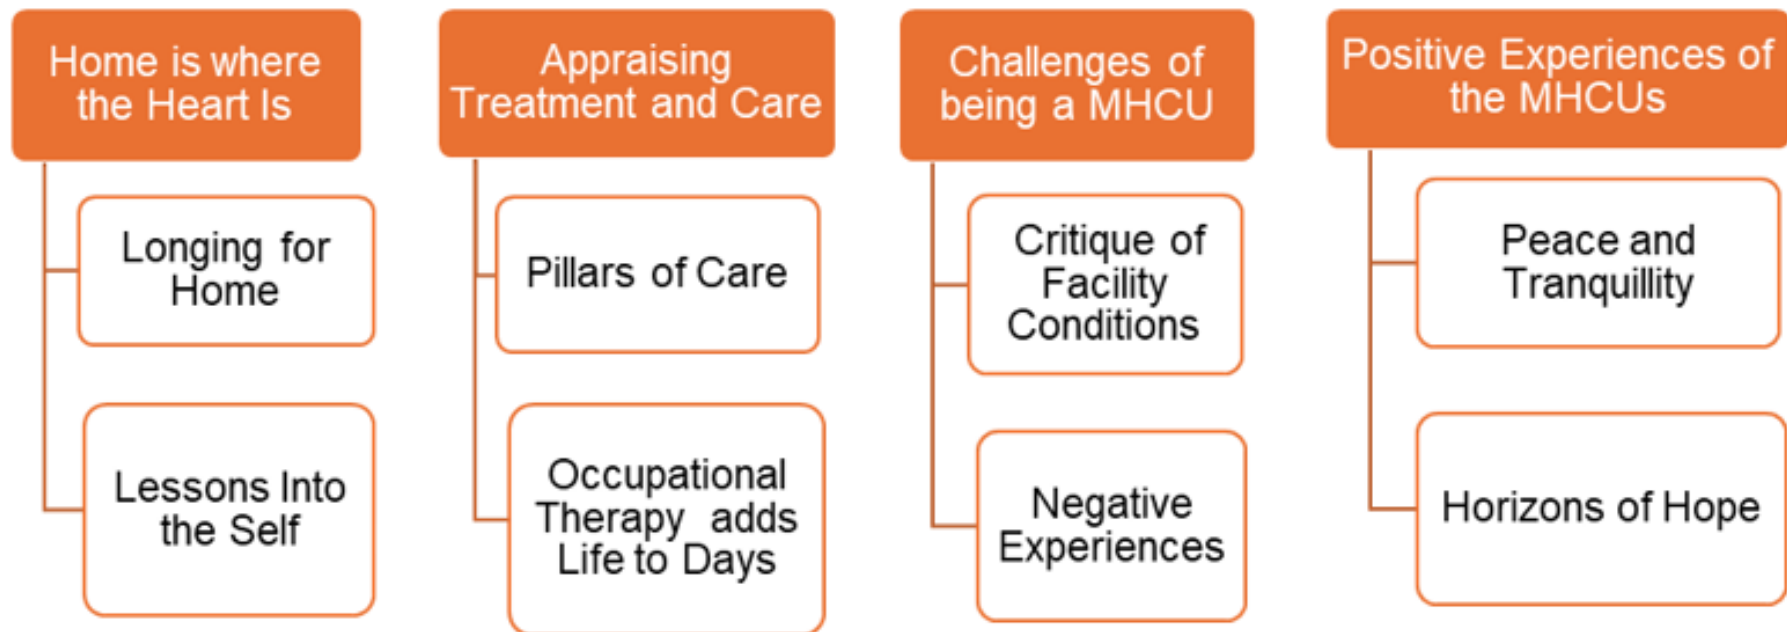 Home is where
the Heart Is
Longing for
Home
Lessons Into
the Self
Appraising
Treatment and Care
Pillars of Care
Occupational
Therapy adds
Life to Days
Challenges of
being a MHCU
Critique of
Facility
Conditions
Negative
Experiences
Positive Experiences of
the MHCUs
Peace and
Tranquillity
Horizons of Hope